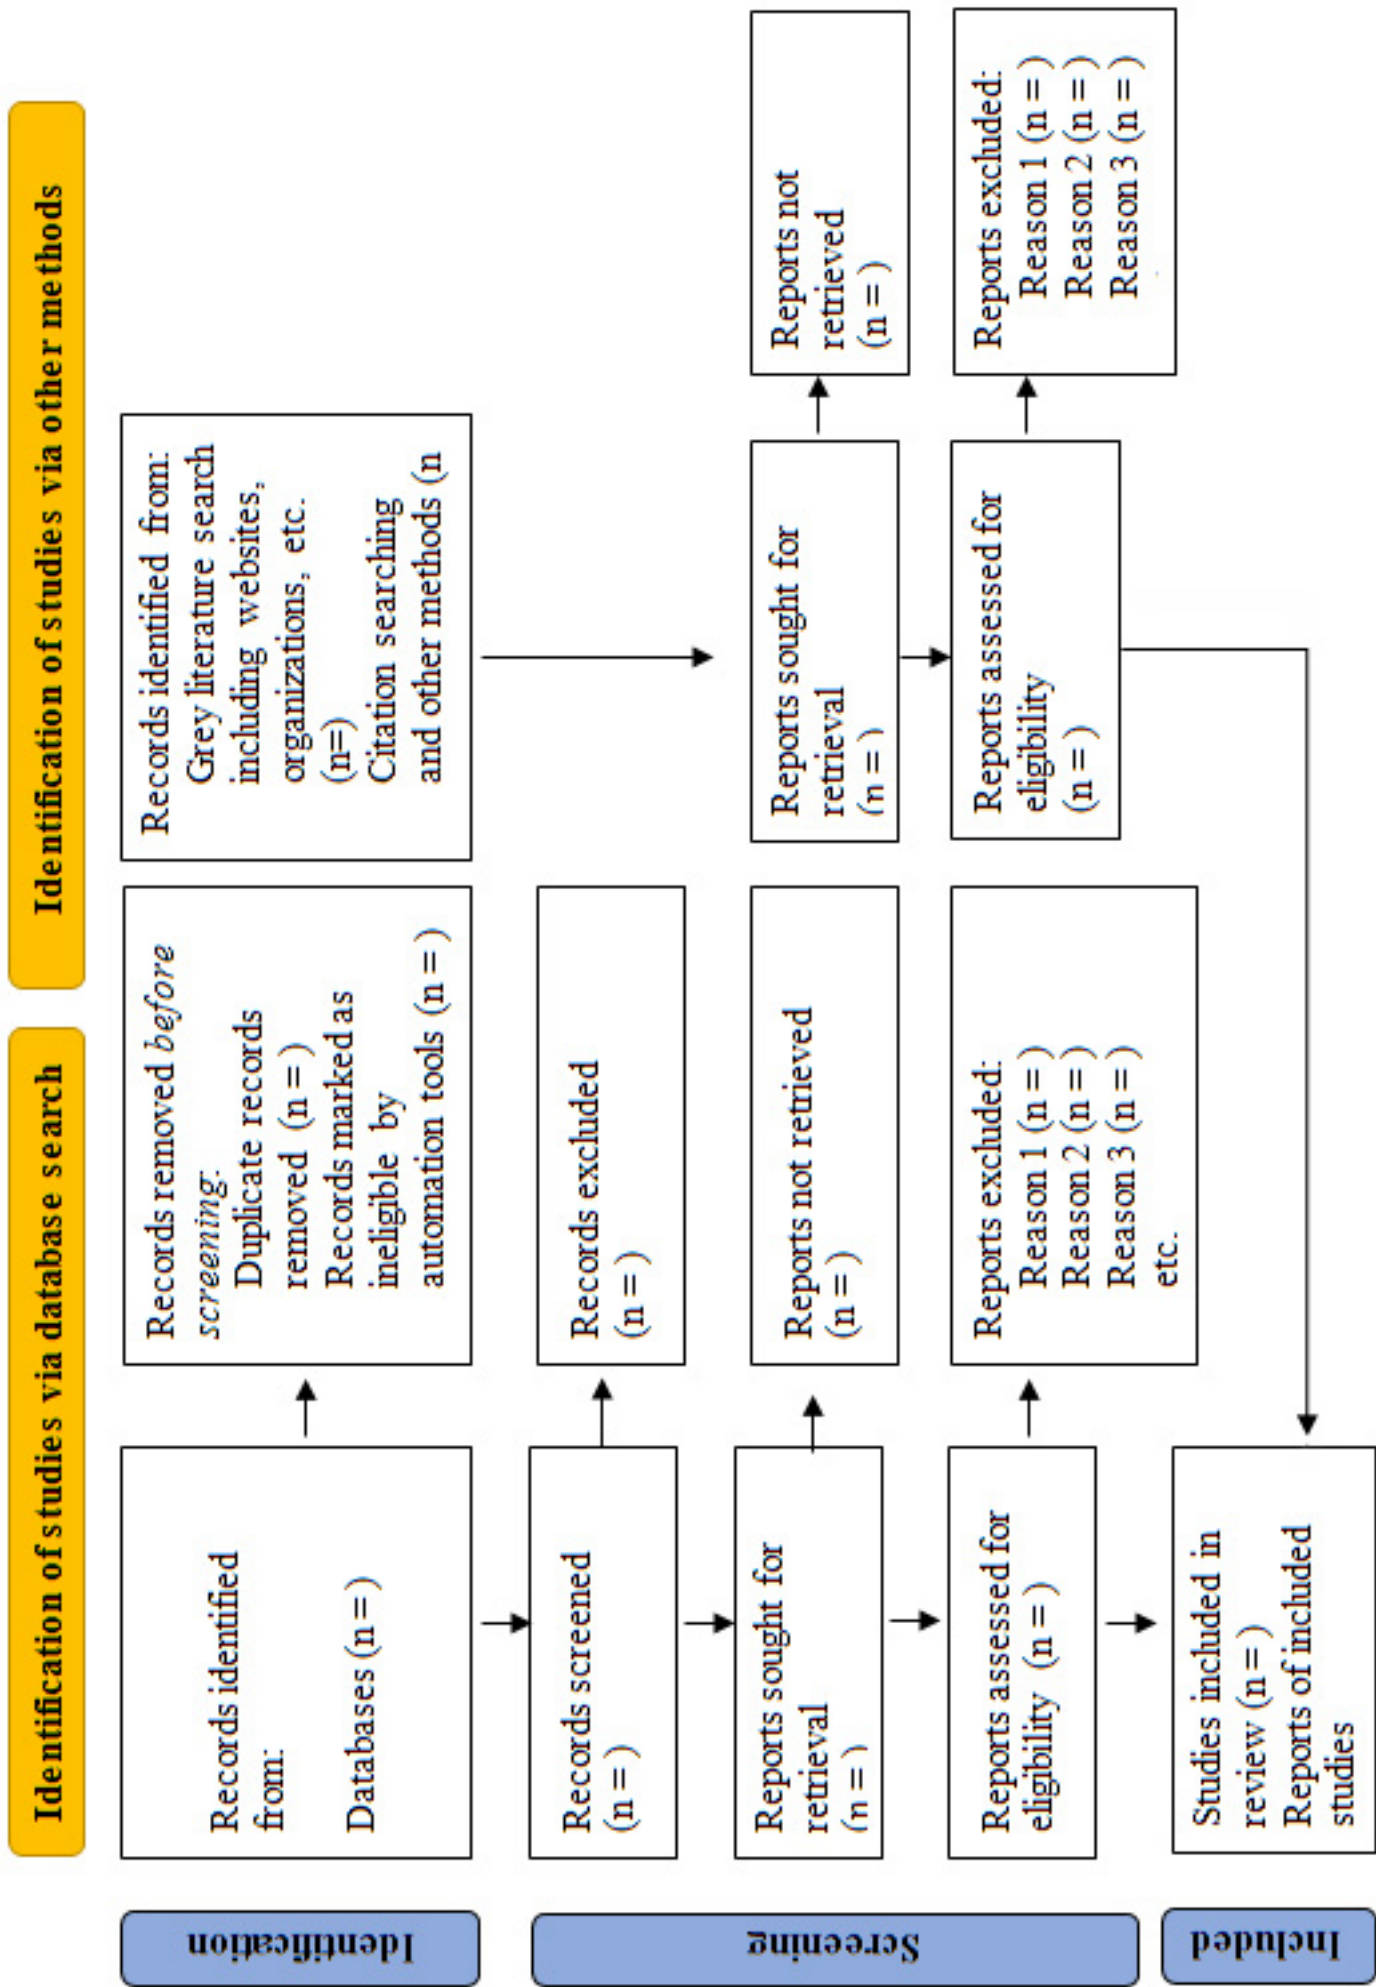 Identification of studies via database search
Identification of studies via other methods
Identification
Records identified
from:
Databases (n = )
Records removed before
screening:
Duplicate records
removed (n = )
Records marked as
ineligible by
automation tools (n = )
Records identified from:
Grey literature search
including websites,
organizations, etc.
(n=)
Citation searching
and other methods (n
Screening
Records screened
(n = )
Records excluded
(n = )
Reports sought for
retrieval
(n = )
Reports not retrieved
(n = )
Reports sought for
retrieval
(n = )
Reports not
retrieved
(n = )
Reports assessed for
eligibility (n = )
Reports excluded:
Reason 1 (n = )
Reason 2 (n = )
Reason 3 (n = )
etc.
Reports assessed for
eligibility
(n = )
Reports excluded:
Reason 1 (n = )
Reason 2 (n = )
Reason 3 (n = )
Included
Studies included in
review (n = )
Reports of included
studies